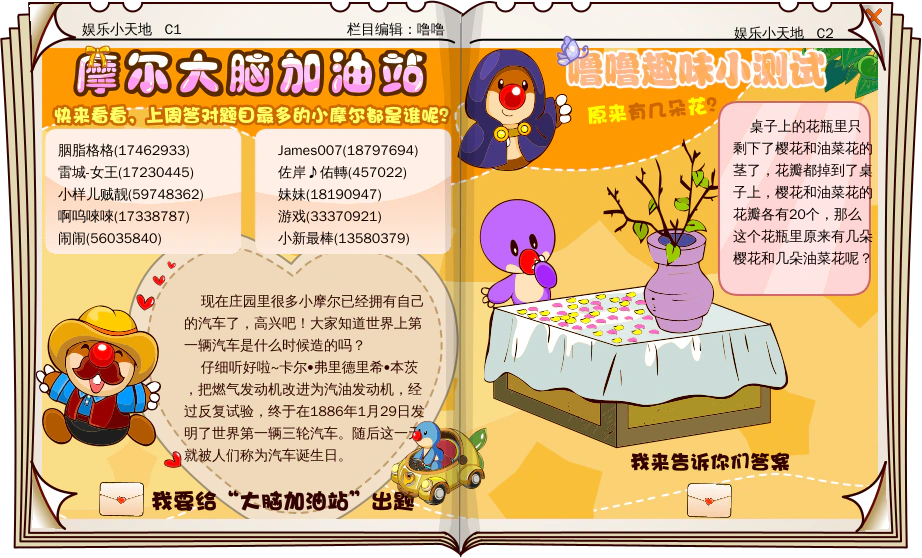 娱乐小天地 C1
栏目编辑：噜噜
摩尔大脑加油站
快来看看，上周答对题目最多的小摩尔都是谁呢？
胭脂格格(17462933)
雷城-女王(17230445)
小样儿贼靓(59748362)
啊呜唻唻(17338787)
闹闹(56035840)
James007(18797694)
佐岸♪佑轉(457022)
妹妹(18190947)
游戏(33370921)
小新最棒(13580379)
现在庄园里很多小摩尔已经拥有自己
的汽车了，高兴吧！大家知道世界上第
一辆汽车是什么时候造的吗？
仔细听好啦~卡尔•弗里德里希•本茨
，把燃气发动机改进为汽油发动机，经
过反复试验，终于在1886年1月29日发
明了世界第一辆三轮汽车。随后这一天
就被人们称为汽车诞生日。
我要给“大脑加油站”出题
娱乐小天地 C2
噜噜趣味小测试
原来有几朵花？
桌子上的花瓶里只
剩下了樱花和油菜花的
茎了，花瓣都掉到了桌
子上，樱花和油菜花的
花瓣各有20个，那么
这个花瓶里原来有几朵
樱花和几朵油菜花呢？
我来告诉你们答案